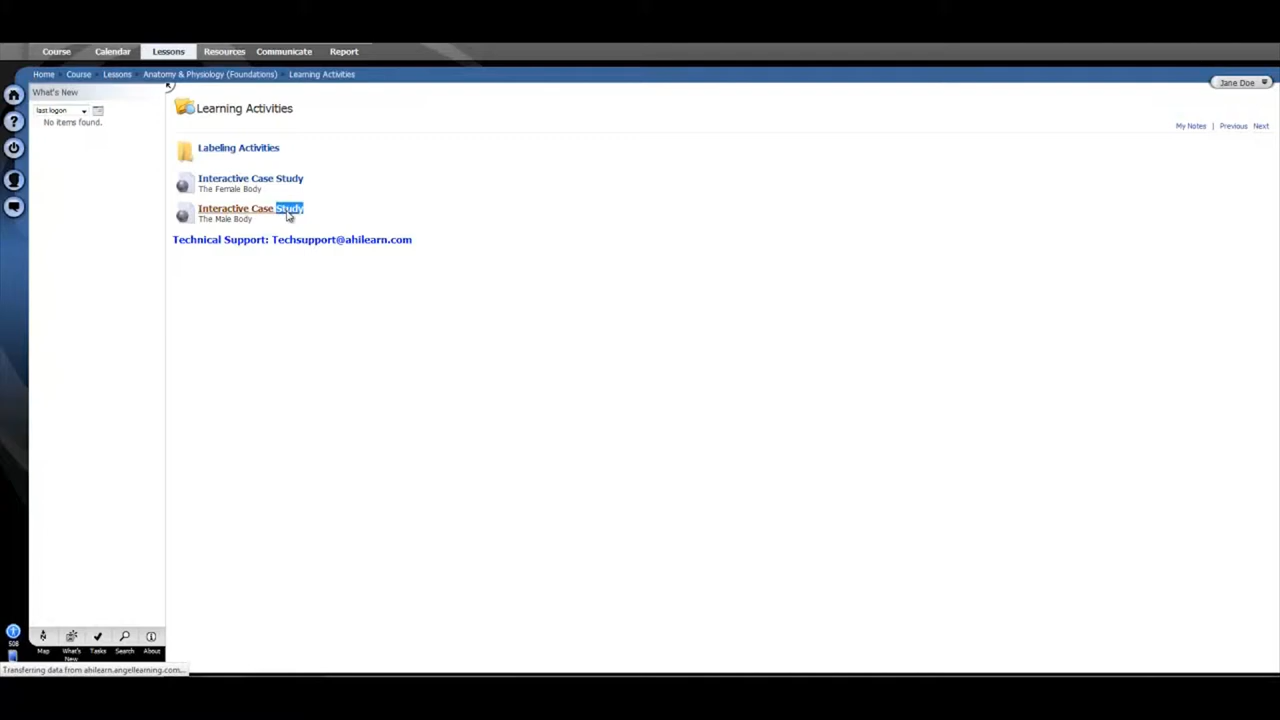 Course Calendar Lessons Resources Communicate Report
Home Course Lessons Anatomy & Physiology (Foundations) Learning Activities
Jane Doe
What's New
last logon
No items found.
Learning Activities
My Notes | Previous Next
Labeling Activities
Interactive Case Study
The Female Body
Interactive Case Study
The Male Body
Technical Support: Techsupport@ahilearn.com
508
Map What's New Tasks Search About
Transferring data from ahilearn.angellearning.com...